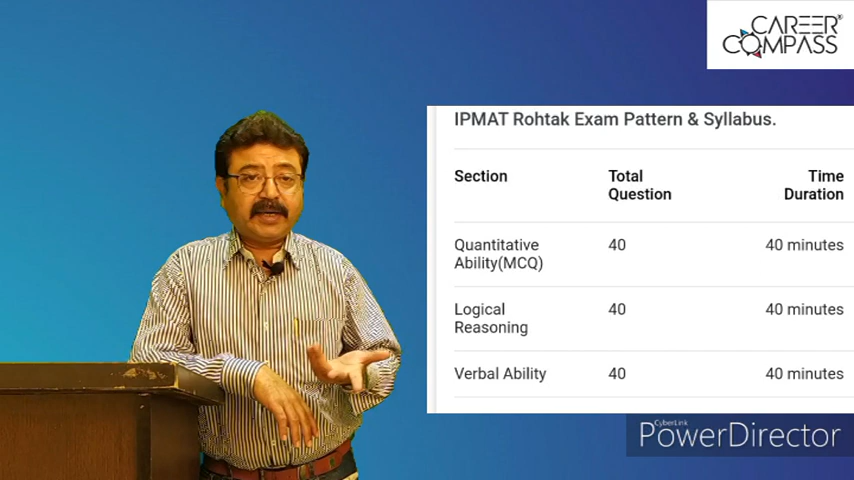 CAREER®
COMPASS
IPMAT Rohtak Exam Pattern & Syllabus.
Section Total Question Time Duration
Quantitative Ability(MCQ) 40 40 minutes
Logical Reasoning 40 40 minutes
Verbal Ability 40 40 minutes
CyberLink
PowerDirector